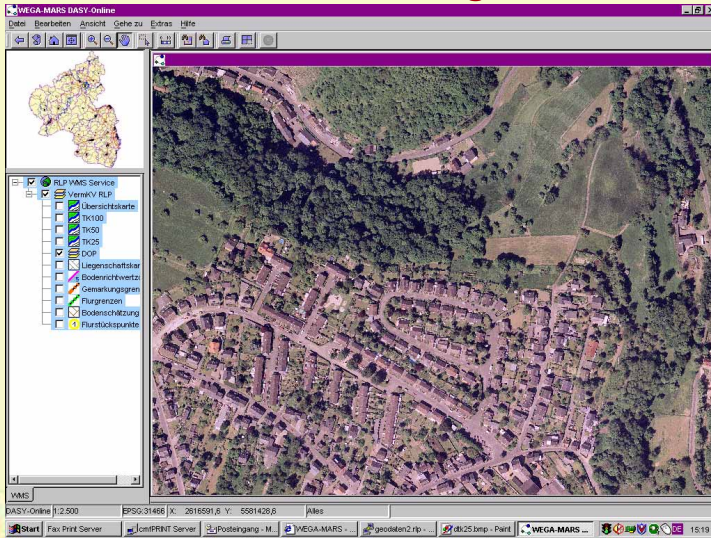 WEGA-MARS DASY-Online
Datei Bearbeiten Ansicht Gehe zu Extras Hilfe
RLP WMS Service
VermKV RLP
Übersichtskarte
TK100
TK50
TK25
DOP
Liegenschaftskar
Bodenrichtwertzo
Gemarkungsgren
Flurgrenzen
Bodenschätzung
Flurstückspunkte
WMS
DASY-Online 1:2.500 EPSG:31466 X: 2616591,6 Y: 5581428,6 Alles
Start Fax Print Server cmfPRINT Server Posteingang - M... WEGA-MARS - ... geodaten2.rlp - ... dtk25.bmp - Paint WEGA-MARS ... DE 15:19